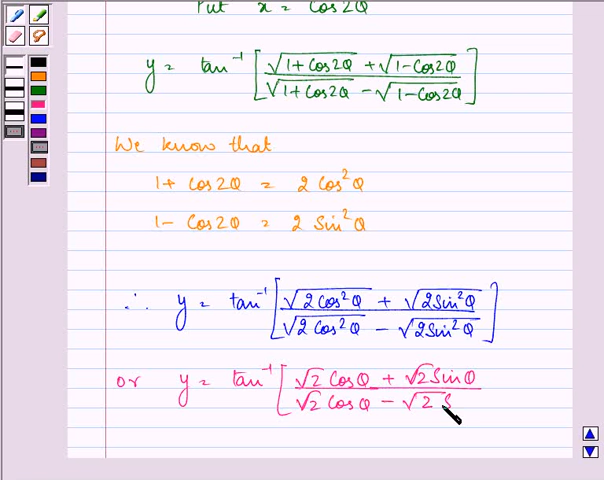 Put x = Cos2θ
y = tan⁻¹ [ (√(1+Cos2θ) + √(1-Cos2θ)) / (√(1+Cos2θ) - √(1-Cos2θ)) ]
We know that
1 + Cos2θ = 2 Cos²θ
1 - Cos2θ = 2 Sin²θ
∴ y = tan⁻¹ [ (√(2Cos²θ) + √(2Sin²θ)) / (√(2Cos²θ) - √(2Sin²θ)) ]
or y = tan⁻¹ [ (√2 Cosθ + √2 Sinθ) / (√2 Cosθ - √2 S